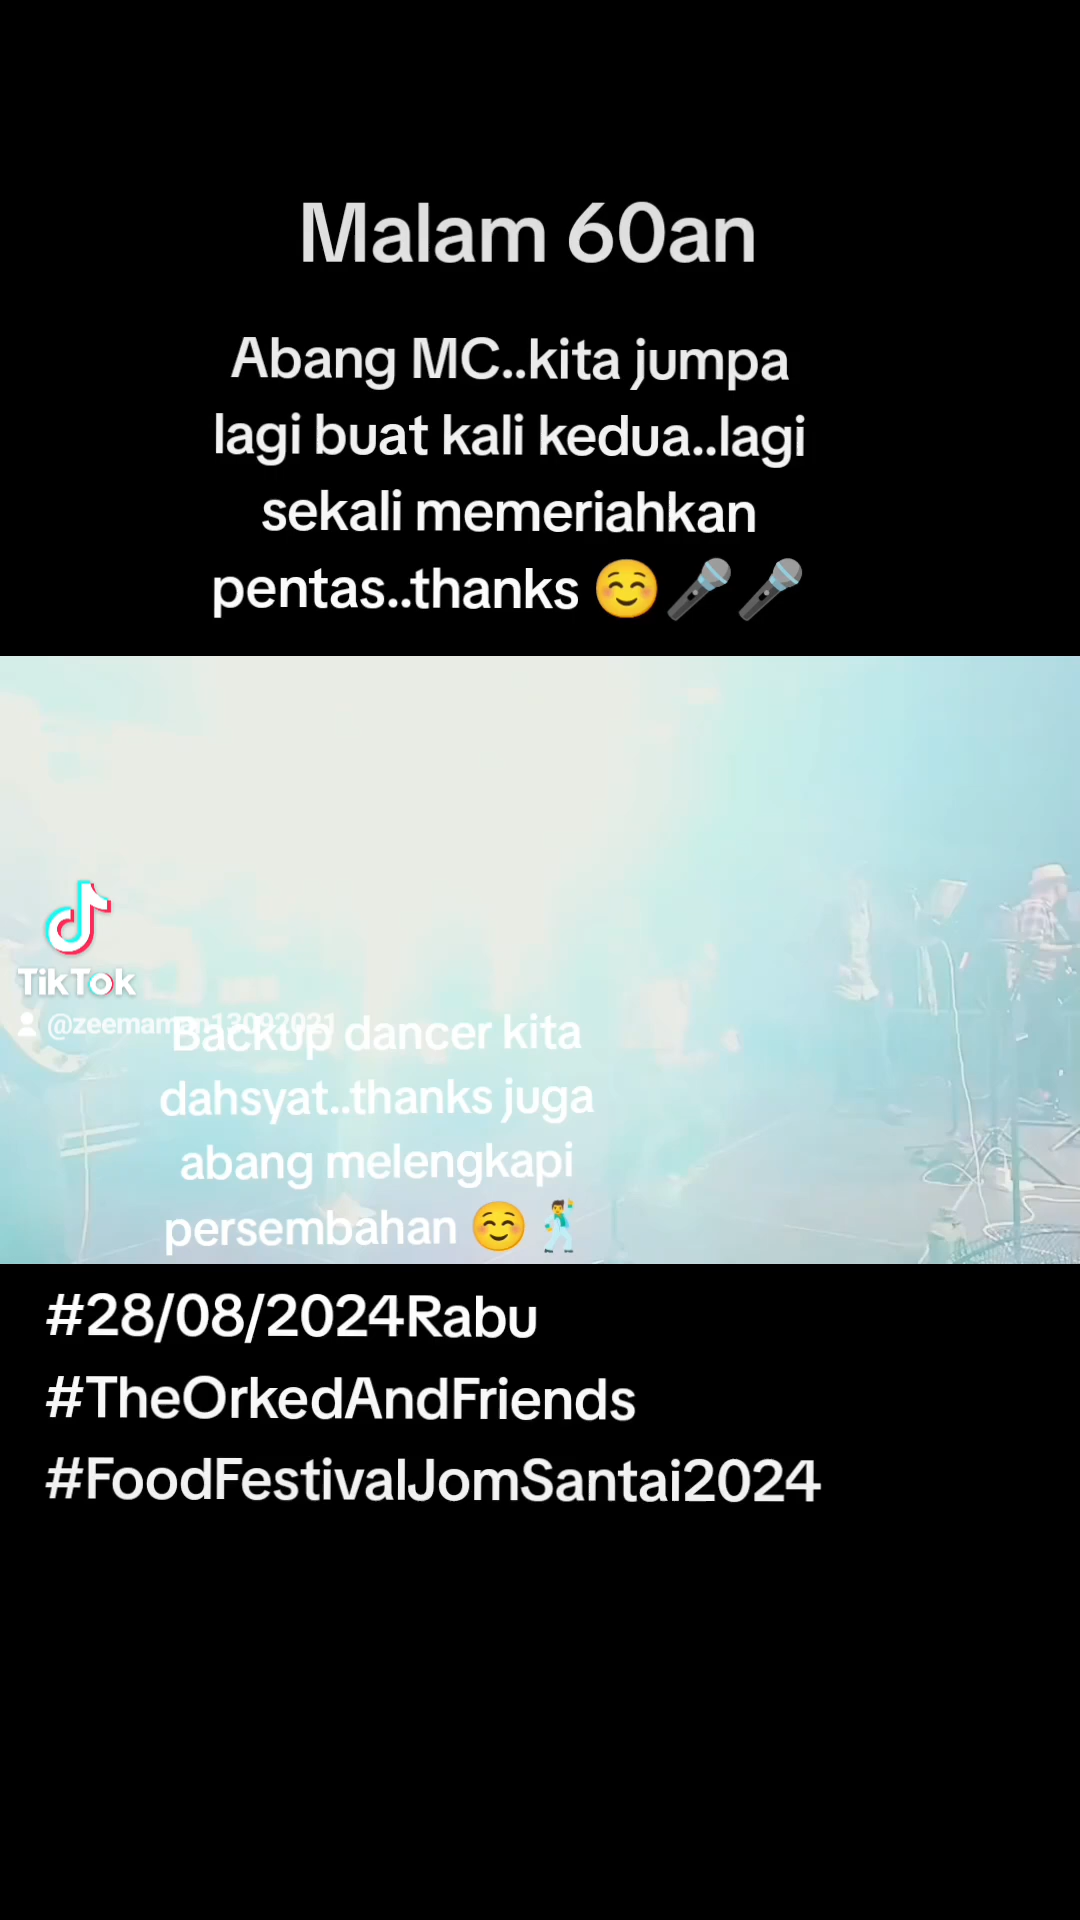 Malam 60an
Abang MC..kita jumpa
lagi buat kali kedua..lagi
sekali memeriahkan
pentas..thanks ☺️🎤🎤
TikTok
@zeemaman13092021
Backup dancer kita
dahsyat..thanks juga
abang melengkapi
persembahan ☺️🕺
#28/08/2024Rabu
#TheOrkedAndFriends
#FoodFestivalJomSantai2024